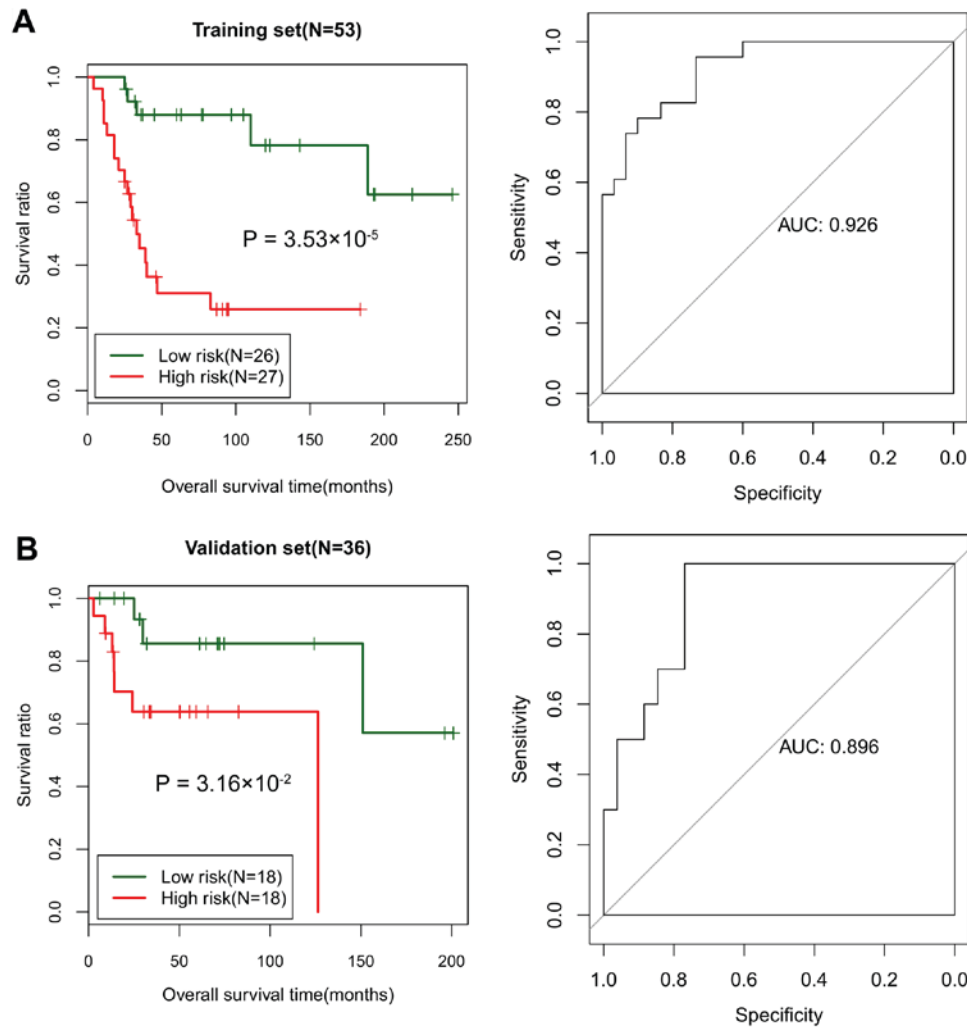 A
Training set(N=53)
Survival ratio
1.0
0.8
0.6
0.4
0.2
0.0
P = 3.53×10-5
Low risk(N=26)
High risk(N=27)
0 50 100 150 200 250
Overall survival time(months)
Sensitivity
1.0
0.8
0.6
0.4
0.2
0.0
AUC: 0.926
1.0 0.8 0.6 0.4 0.2 0.0
Specificity
B
Validation set(N=36)
Survival ratio
1.0
0.8
0.6
0.4
0.2
0.0
P = 3.16×10-2
Low risk(N=18)
High risk(N=18)
0 50 100 150 200
Overall survival time(months)
Sensitivity
1.0
0.8
0.6
0.4
0.2
0.0
AUC: 0.896
1.0 0.8 0.6 0.4 0.2 0.0
Specificity